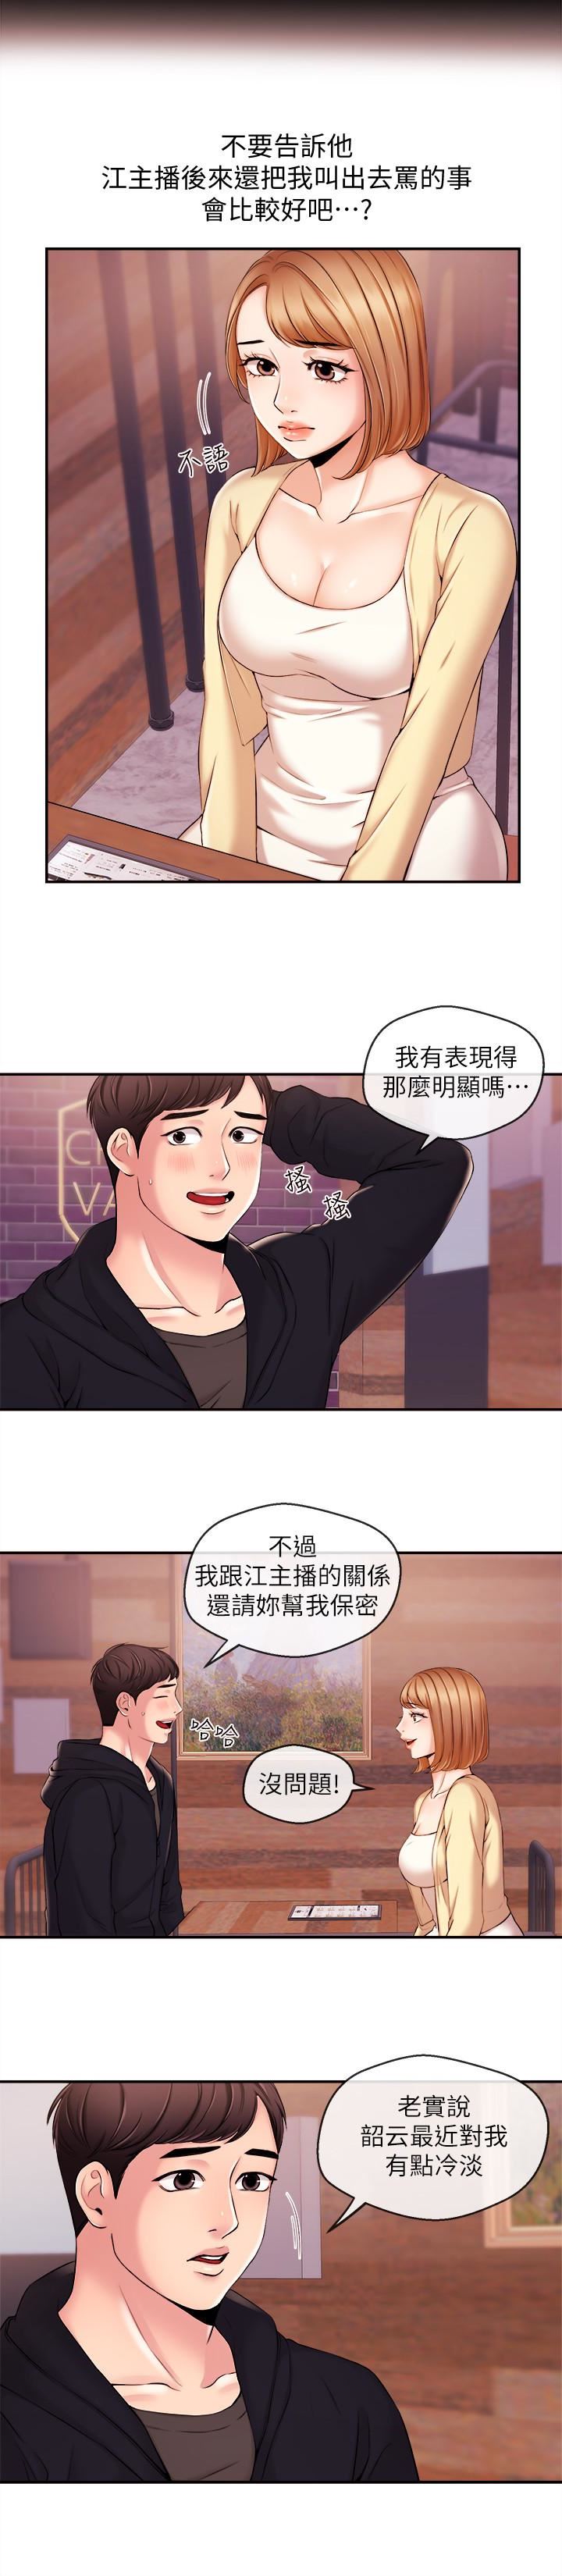 不要告訴他
江主播後來還把我叫出去罵的事
會比較好吧⋯?
不語
我有表現得
那麼明顯嗎⋯
搔
搔
不過
我跟江主播的關係
還請妳幫我保密
哈哈
沒問題!
老實說
韶云最近對我
有點冷淡